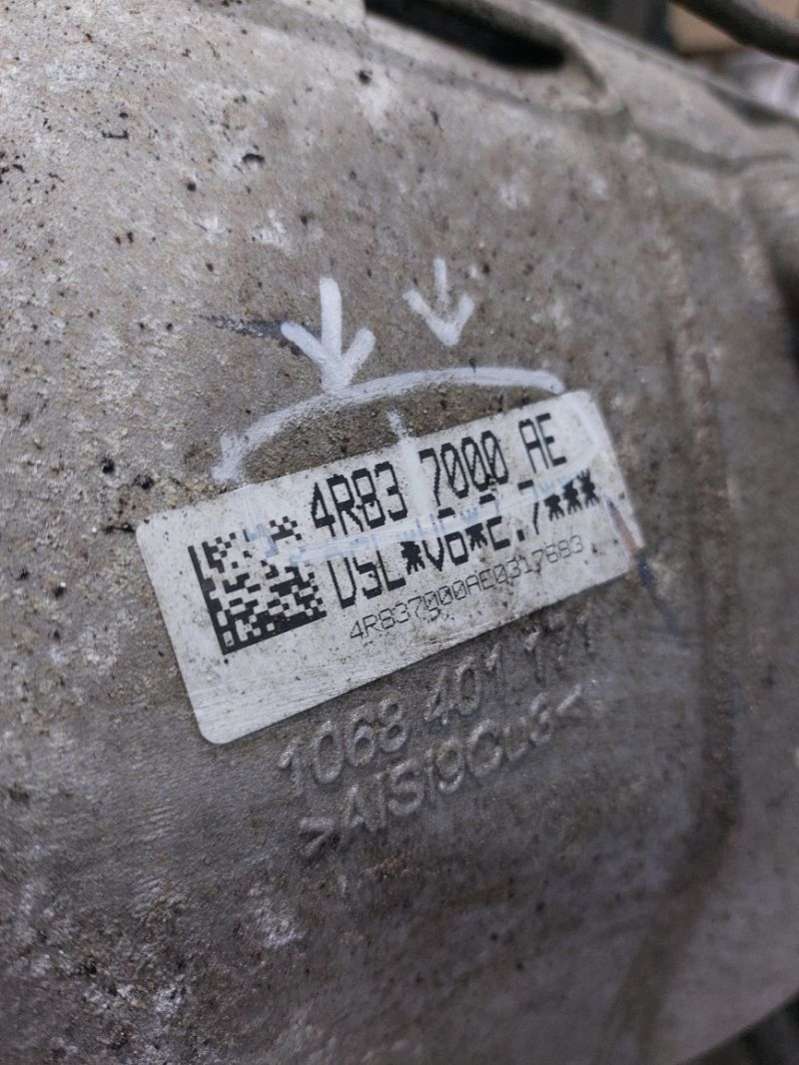 4R83 7000 AE
DSL*V6*2.7***
4R837000AE0317883
1068 401 171
>AlSi9Cu3<